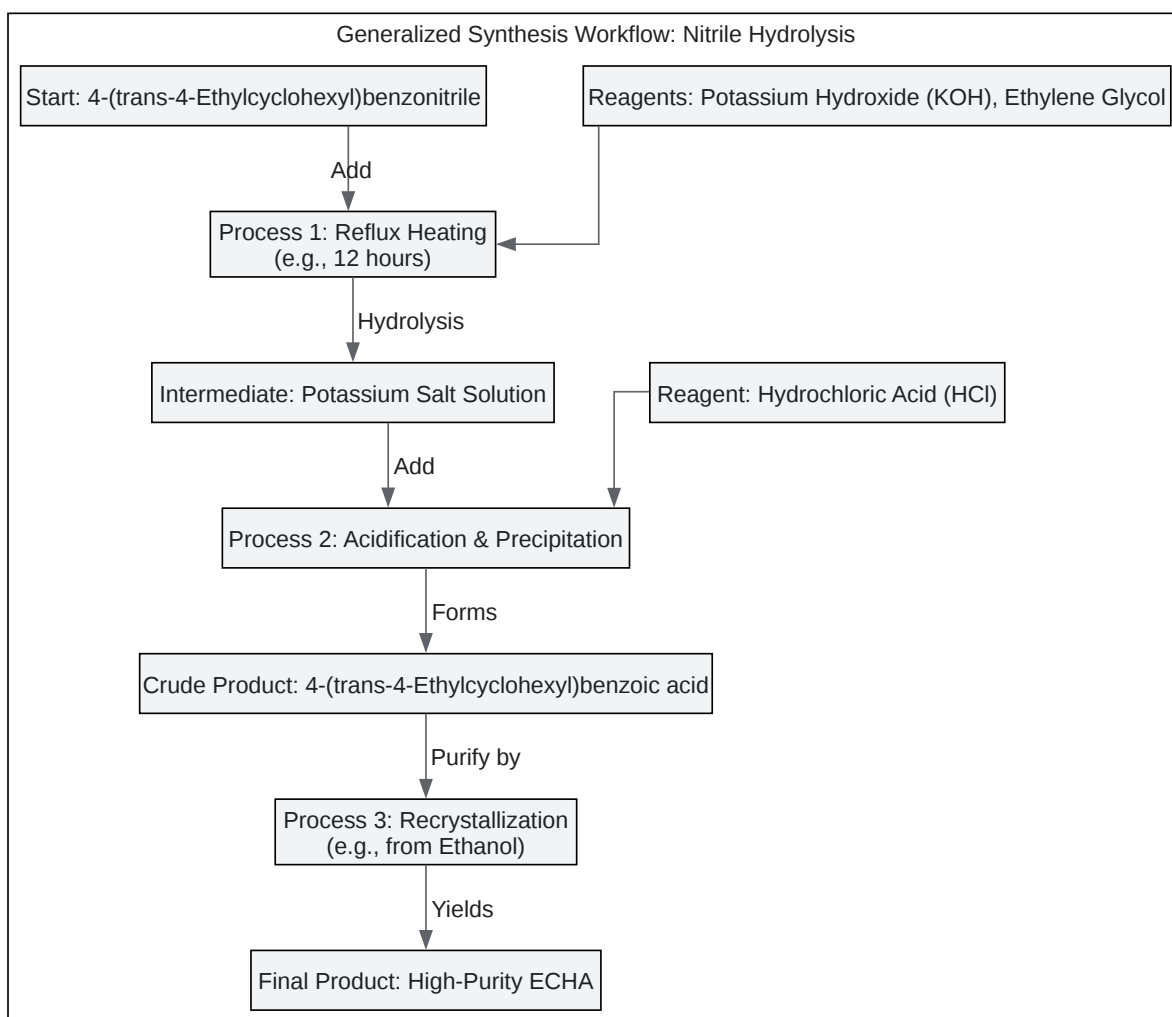 Generalized Synthesis Workflow: Nitrile Hydrolysis
Start: 4-(trans-4-Ethylcyclohexyl)benzonitrile
Reagents: Potassium Hydroxide (KOH), Ethylene Glycol
Add
Process 1: Reflux Heating
(e.g., 12 hours)
Hydrolysis
Intermediate: Potassium Salt Solution
Reagent: Hydrochloric Acid (HCl)
Add
Process 2: Acidification & Precipitation
Forms
Crude Product: 4-(trans-4-Ethylcyclohexyl)benzoic acid
Purify by
Process 3: Recrystallization
(e.g., from Ethanol)
Yields
Final Product: High-Purity ECHA